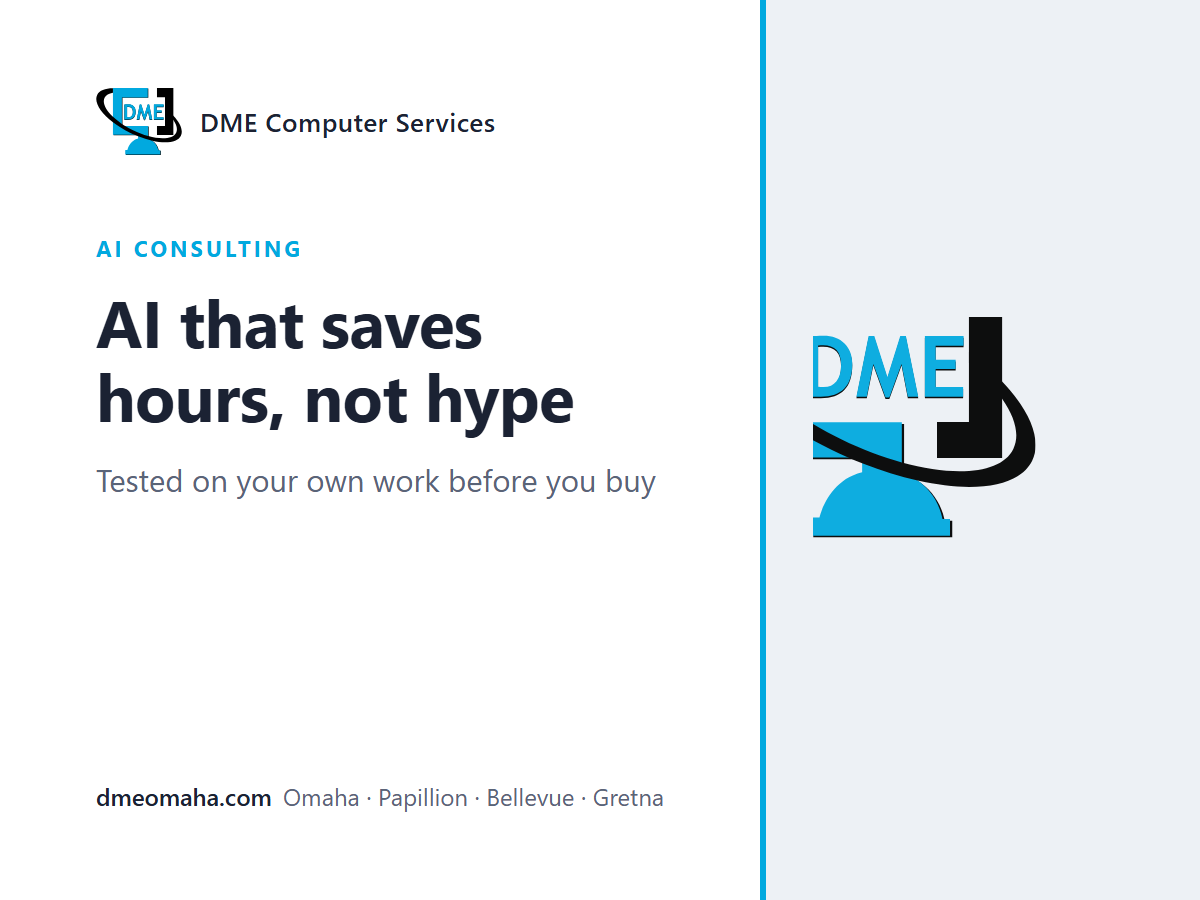 DME
DME Computer Services
AI CONSULTING
AI that saves
hours, not hype
Tested on your own work before you buy
dmeomaha.com Omaha · Papillion · Bellevue · Gretna
DME